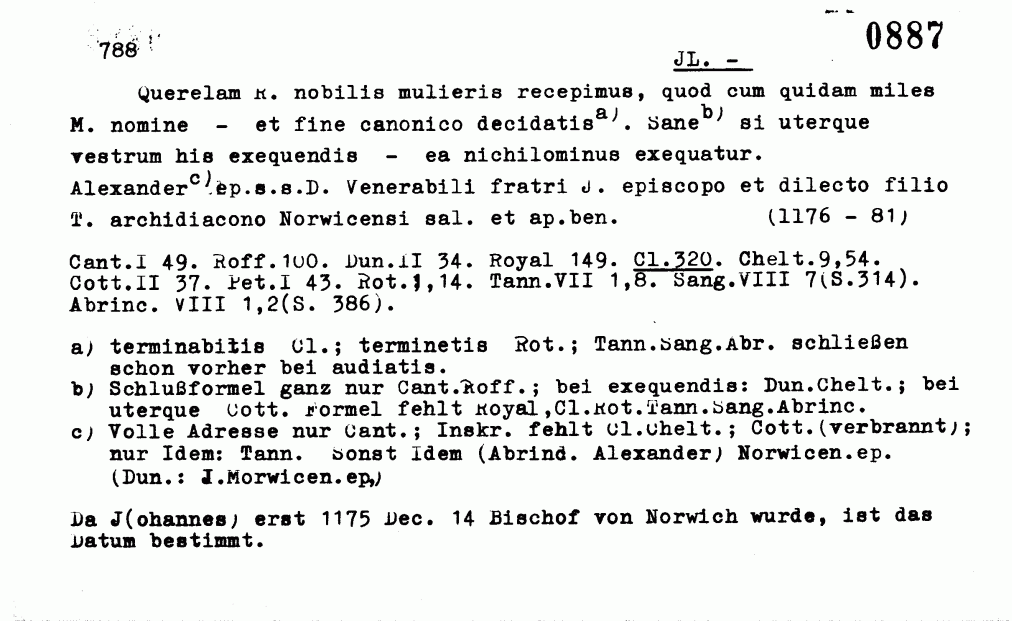 788
0887
JL. -
Querelam R. nobilis mulieris recepimus, quod cum quidam miles
M. nomine - et fine canonico decidatis a). Sane b) si uterque
vestrum his exequendis - ea nichilominus exequatur.
Alexander c) ep.s.s.D. Venerabili fratri J. episcopo et dilecto filio
T. archidiacono Norwicensi sal. et ap.ben. (1176 - 81)
Cant.I 49. Roff.100. Dun.II 34. Royal 149. Cl.320. Chelt.9,54.
Cott.II 37. Pet.I 43. Rot.1,14. Tann.VII 1,8. Sang.VIII 7(S.314).
Abrinc. VIII 1,2(S. 386).
a) terminabitis Cl.; terminetis Rot.; Tann.Sang.Abr. schließen
schon vorher bei audiatis.
b) Schlußformel ganz nur Cant.Roff.; bei exequendis: Dun.Chelt.; bei
uterque Cott. Formel fehlt Royal,Cl.Rot.Tann.Sang.Abrinc.
c) Volle Adresse nur Cant.; Inskr. fehlt Cl.Chelt.; Cott.(verbrannt);
nur Idem: Tann. Sonst Idem (Abrind. Alexander) Norwicen.ep.
(Dun.: J.Morwicen.ep.)
Da J(ohannes) erst 1175 Dec. 14 Bischof von Norwich wurde, ist das
Datum bestimmt.